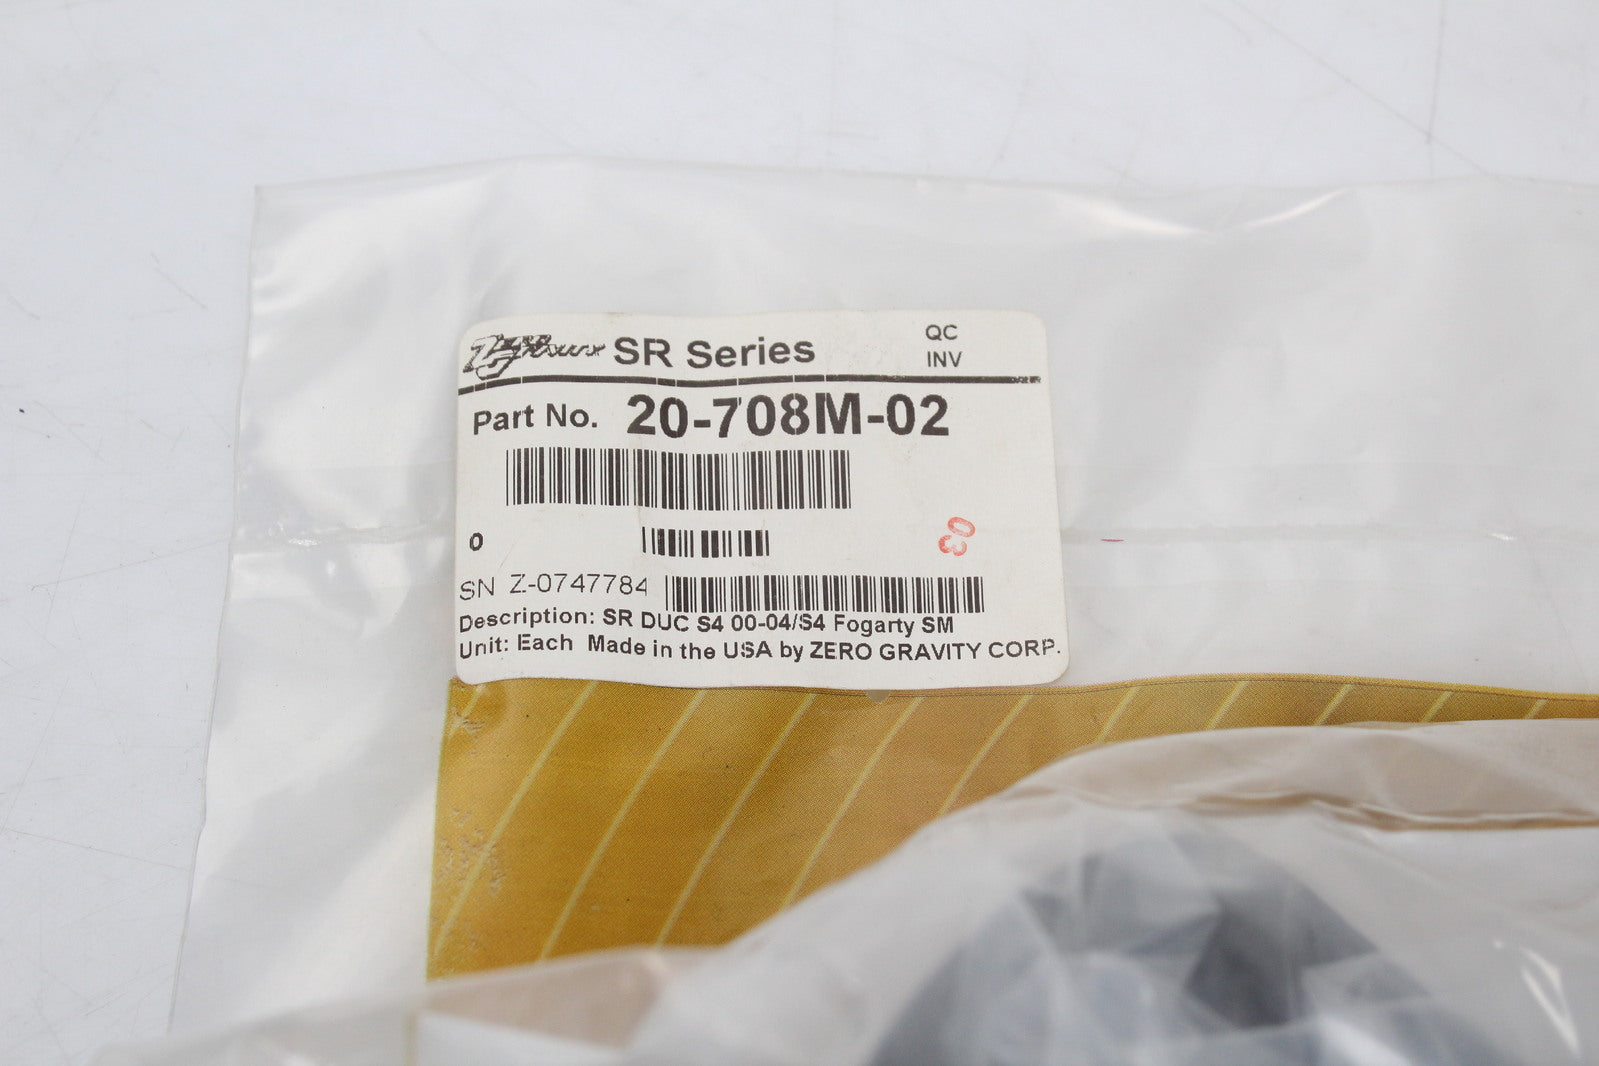 SR Series
QC
INV
Part No. 20-708M-02
0
03
SN Z-0747784
Description: SR DUC S4 00-04/S4 Fogarty SM
Unit: Each Made in the USA by ZERO GRAVITY CORP.